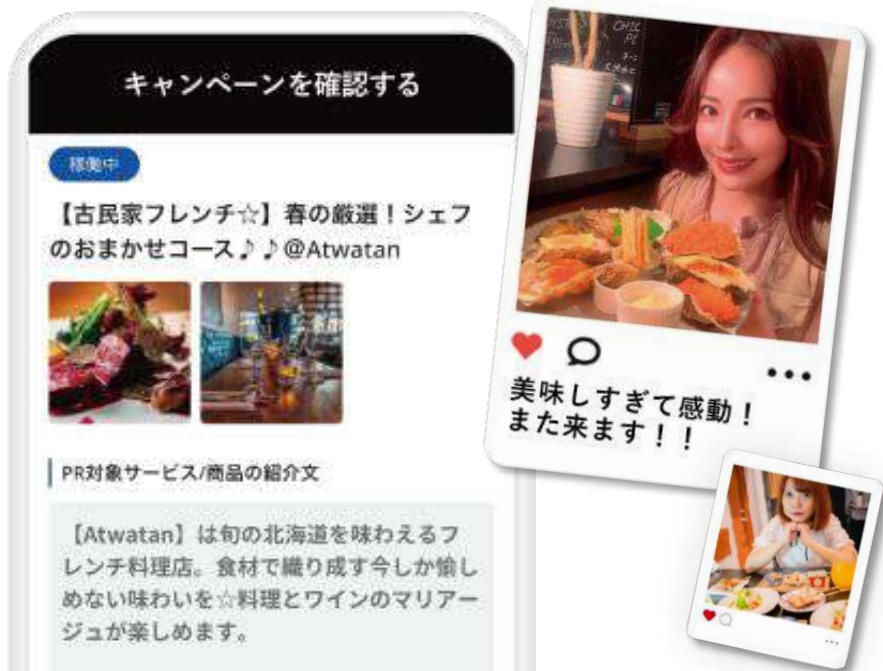 キャンペーンを確認する
稼働中
【古民家フレンチ☆】春の厳選！シェフ
のおまかせコース♪♪@Atwatan
PR対象サービス/商品の紹介文
【Atwatan】は旬の北海道を味わえるフ
レンチ料理店。食材で織り成す今しか愉し
めない味わいを☆料理とワインのマリアー
ジュが楽しめます。
美味しすぎて感動！
また来ます！！